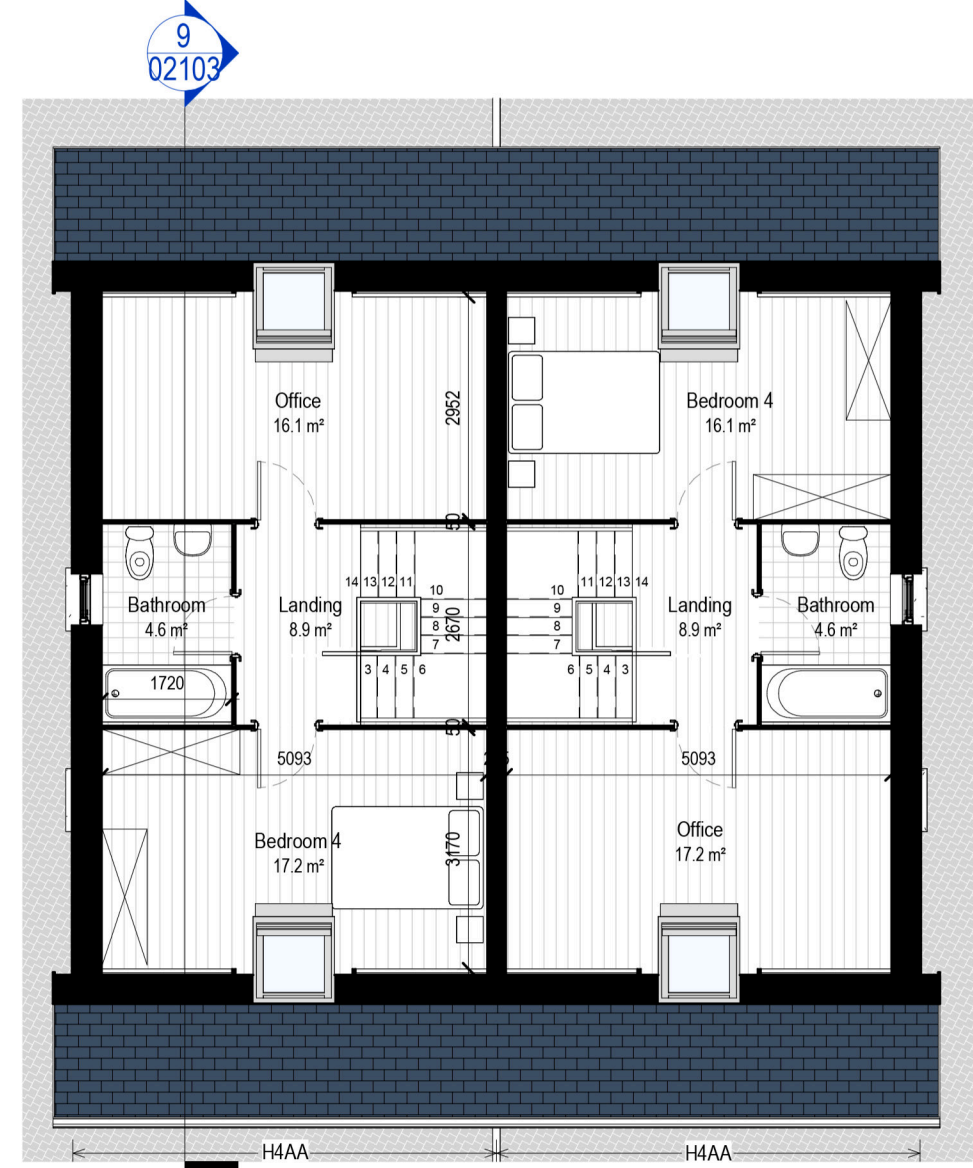 9
02103
Office
16.1 m²
2952
Bedroom 4
16.1 m²
50
14 13 12 11
10
9
8
7
3 4 5 6
2670
11 12 13 14
10
9
8
7
6 5 4 3
Bathroom
4.6 m²
Landing
8.9 m²
Landing
8.9 m²
Bathroom
4.6 m²
1720
50
5093
5093
Bedroom 4
17.2 m²
3170
Office
17.2 m²
H4AA
H4AA